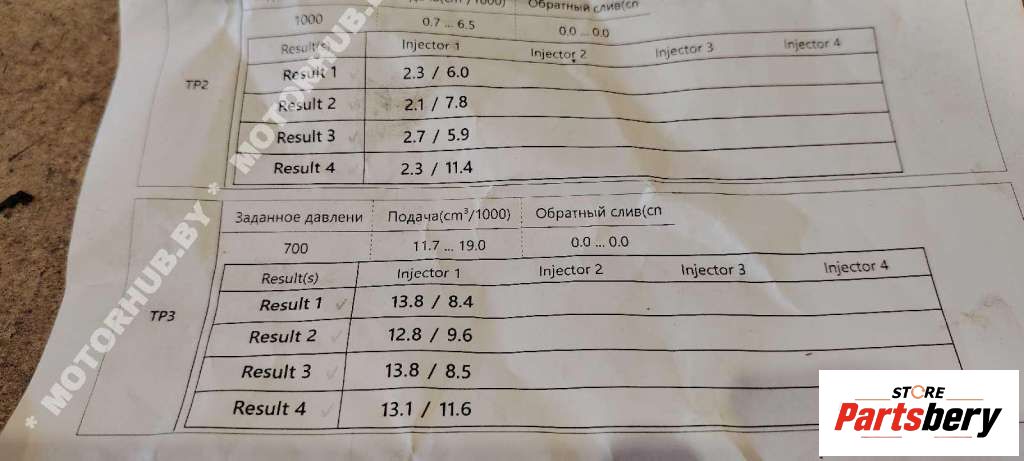 1000 0.7 ... 6.5 0.0 ... 0.0
TP2
Result(s) Injector 1 Injector 2 Injector 3 Injector 4
Result 1 2.3 / 6.0
Result 2 2.1 / 7.8
Result 3 2.7 / 5.9
Result 4 2.3 / 11.4
TP3
Заданное давлени Подача(cm³/1000) Обратный слив(сп
700 11.7 ... 19.0 0.0 ... 0.0
Result(s) Injector 1 Injector 2 Injector 3 Injector 4
Result 1 13.8 / 8.4
Result 2 12.8 / 9.6
Result 3 13.8 / 8.5
Result 4 13.1 / 11.6
* MOTORHUB.BY * MOTORHUB.BY
STORE
Partsbery